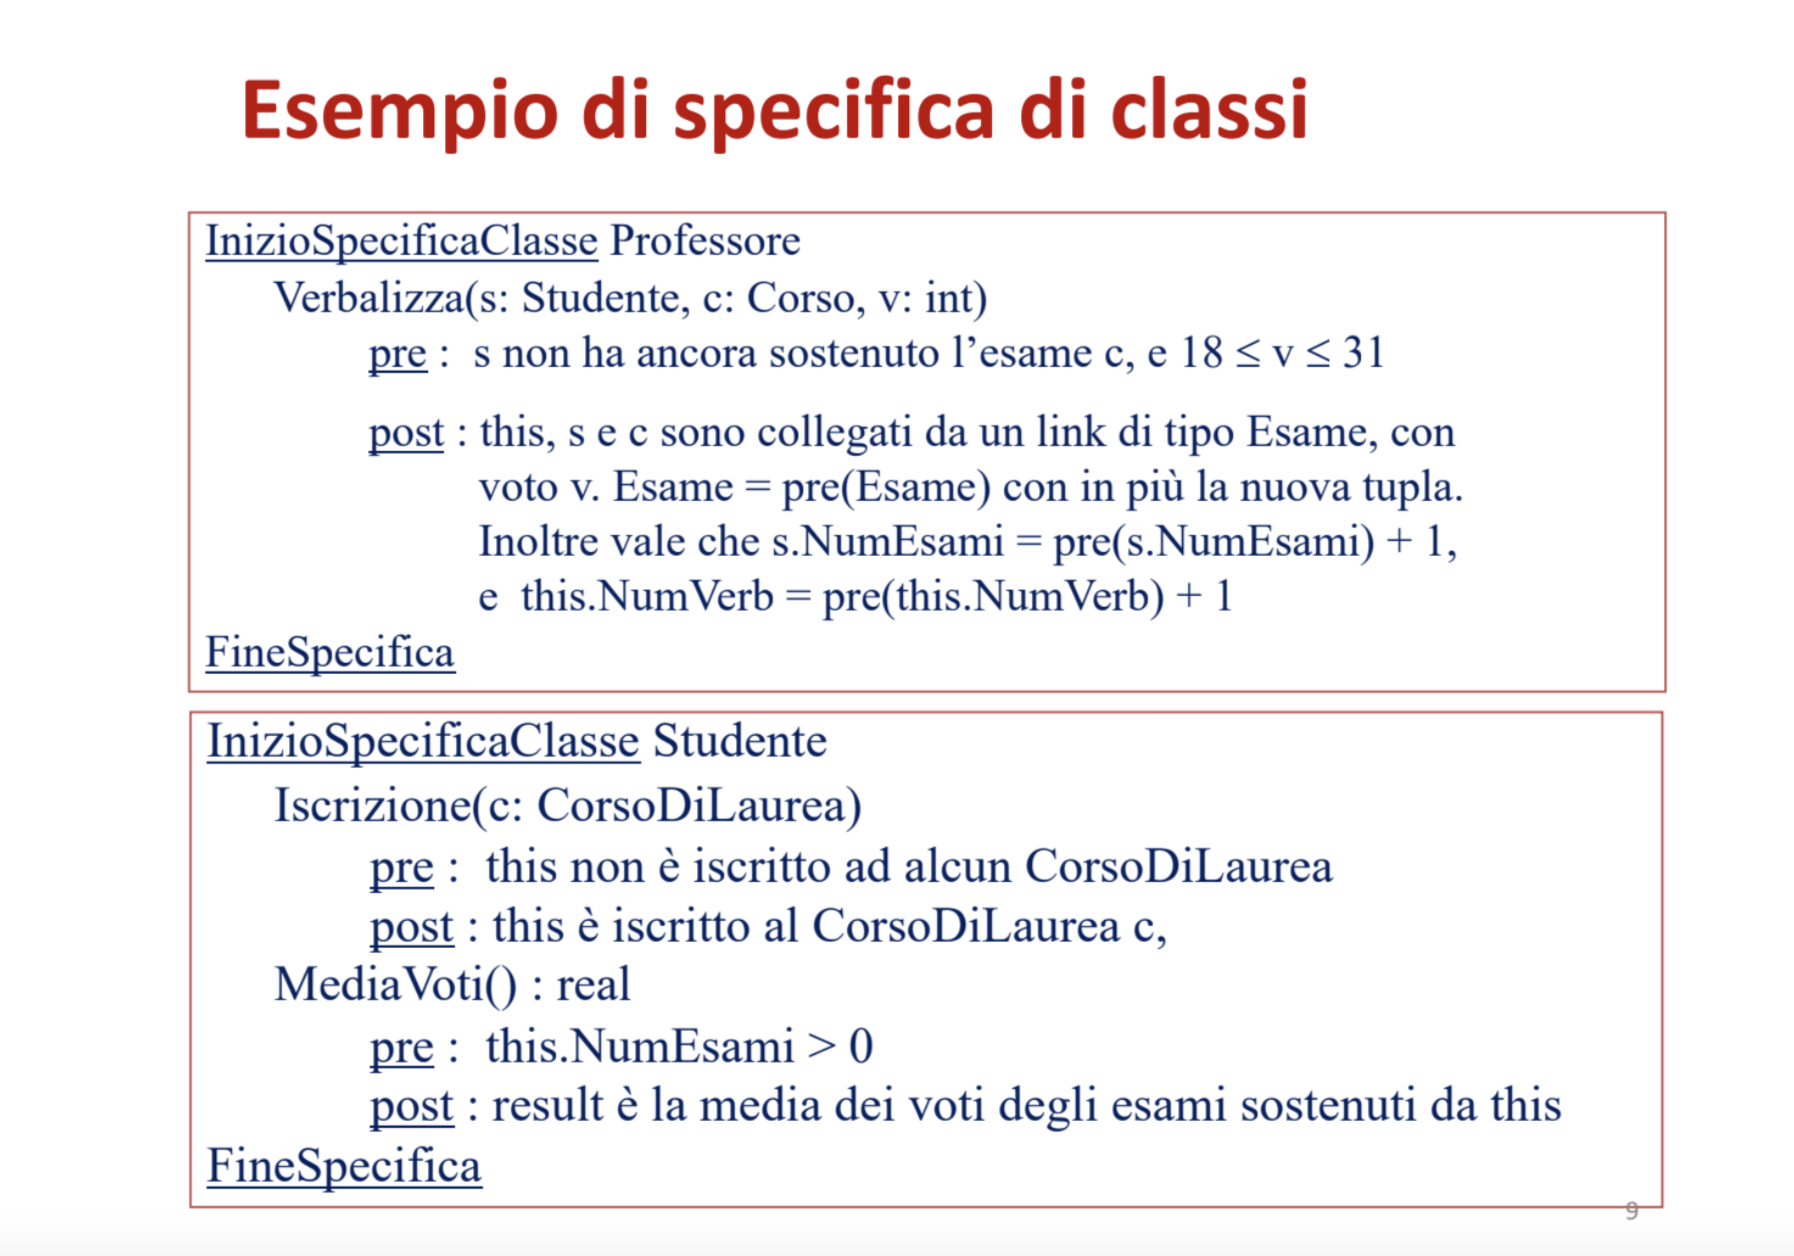 Esempio di specifica di classi
InizioSpecificaClasse Professore
Verbalizza(s: Studente, c: Corso, v: int)
pre : s non ha ancora sostenuto l’esame c, e 18 ≤ v ≤ 31
post : this, s e c sono collegati da un link di tipo Esame, con
voto v. Esame = pre(Esame) con in più la nuova tupla.
Inoltre vale che s.NumEsami = pre(s.NumEsami) + 1,
e this.NumVerb = pre(this.NumVerb) + 1
FineSpecifica
InizioSpecificaClasse Studente
Iscrizione(c: CorsoDiLaurea)
pre : this non è iscritto ad alcun CorsoDiLaurea
post : this è iscritto al CorsoDiLaurea c,
MediaVoti() : real
pre : this.NumEsami > 0
post : result è la media dei voti degli esami sostenuti da this
FineSpecifica
9